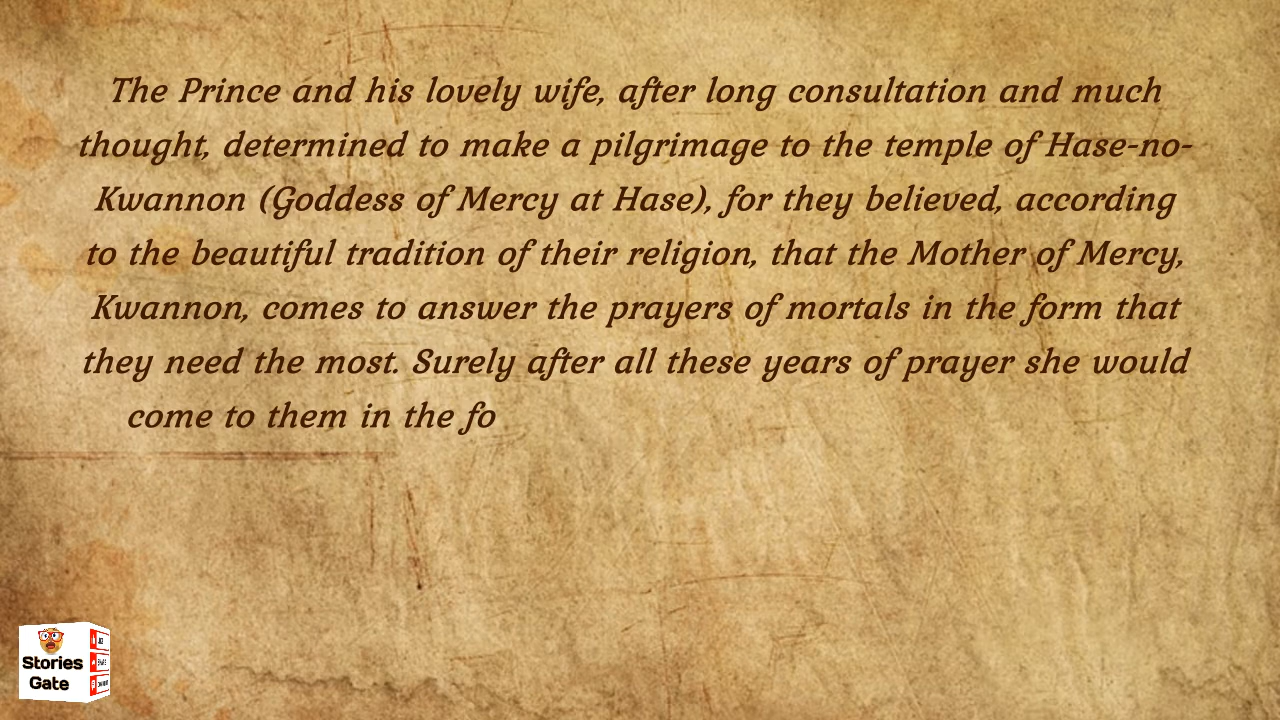 The Prince and his lovely wife, after long consultation and much
thought, determined to make a pilgrimage to the temple of Hase-no-
Kwannon (Goddess of Mercy at Hase), for they believed, according
to the beautiful tradition of their religion, that the Mother of Mercy,
Kwannon, comes to answer the prayers of mortals in the form that
they need the most. Surely after all these years of prayer she would
come to them in the fo
Stories
Gate